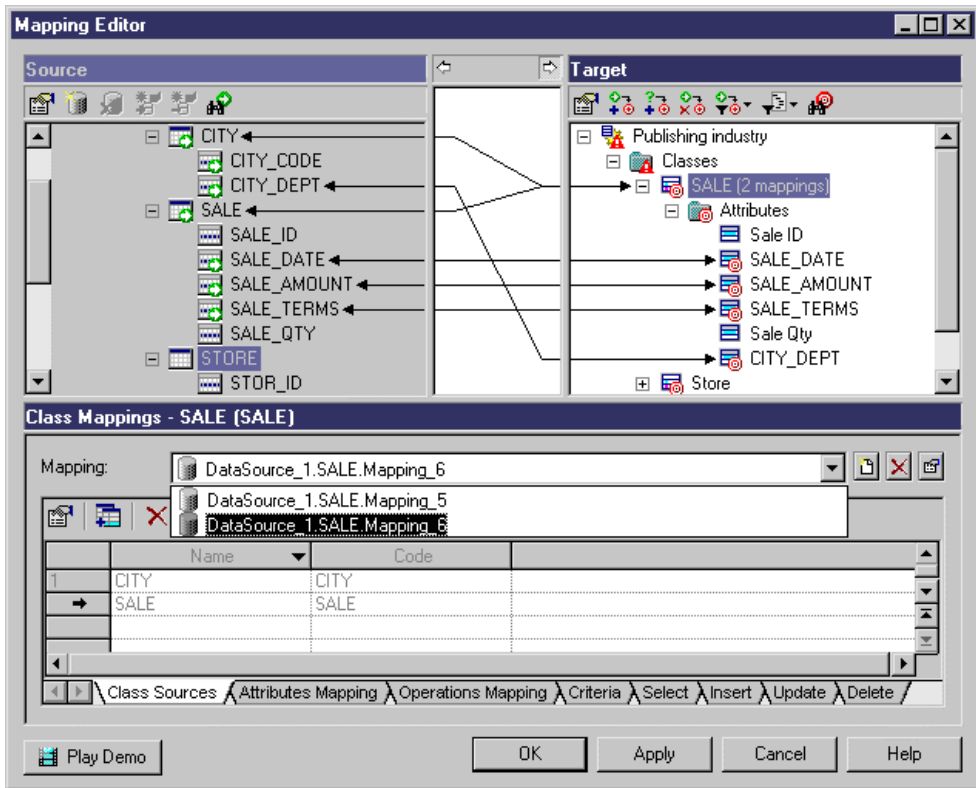 Mapping Editor
Source
Target
CITY
CITY_CODE
CITY_DEPT
SALE
SALE_ID
SALE_DATE
SALE_AMOUNT
SALE_TERMS
SALE_QTY
STORE
STOR_ID
Publishing industry
Classes
SALE (2 mappings)
Attributes
Sale ID
SALE_DATE
SALE_AMOUNT
SALE_TERMS
Sale Qty
CITY_DEPT
Store
Class Mappings - SALE (SALE)
Mapping: DataSource_1.SALE.Mapping_6
DataSource_1.SALE.Mapping_5
DataSource_1.SALE.Mapping_6
Name Code
1 CITY CITY
SALE SALE
Class Sources Attributes Mapping Operations Mapping Criteria Select Insert Update Delete
Play Demo OK Apply Cancel Help